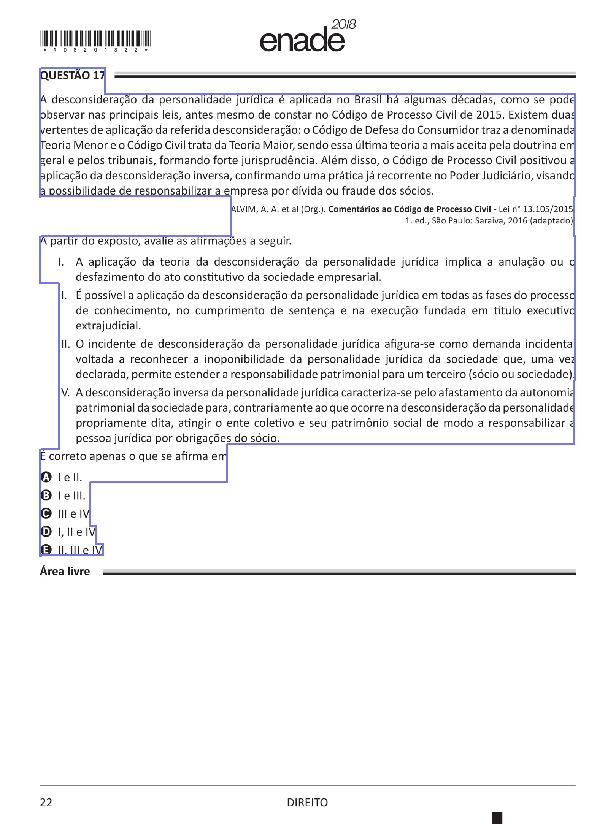 *R0620182 2*
enade 2018
QUESTÃO 17
A desconsideração da personalidade jurídica é aplicada no Brasil há algumas décadas, como se pode
observar nas principais leis, antes mesmo de constar no Código de Processo Civil de 2015. Existem duas
vertentes de aplicação da referida desconsideração: o Código de Defesa do Consumidor traz a denominada
Teoria Menor e o Código Civil trata da Teoria Maior, sendo essa última teoria a mais aceita pela doutrina em
geral e pelos tribunais, formando forte jurisprudência. Além disso, o Código de Processo Civil positivou a
aplicação da desconsideração inversa, confirmando uma prática já recorrente no Poder Judiciário, visando
a possibilidade de responsabilizar a empresa por dívida ou fraude dos sócios.
ALVIM, A. A. et al (Org.). Comentários ao Código de Processo Civil - Lei n° 13.105/2015
1. ed., São Paulo: Saraiva, 2016 (adaptado)
A partir do exposto, avalie as afirmações a seguir.
I. A aplicação da teoria da desconsideração da personalidade jurídica implica a anulação ou o
desfazimento do ato constitutivo da sociedade empresarial.
I. É possível a aplicação da desconsideração da personalidade jurídica em todas as fases do processo
de conhecimento, no cumprimento de sentença e na execução fundada em título executivo
extrajudicial.
II. O incidente de desconsideração da personalidade jurídica afigura-se como demanda incidental
voltada a reconhecer a inoponibilidade da personalidade jurídica da sociedade que, uma vez
declarada, permite estender a responsabilidade patrimonial para um terceiro (sócio ou sociedade).
V. A desconsideração inversa da personalidade jurídica caracteriza-se pelo afastamento da autonomia
patrimonial da sociedade para, contrariamente ao que ocorre na desconsideração da personalidade
propriamente dita, atingir o ente coletivo e seu patrimônio social de modo a responsabilizar a
pessoa jurídica por obrigações do sócio.
É correto apenas o que se afirma em
A I e II.
B I e III.
C III e IV
D I, II e IV
E II, III e IV
Área livre
22
DIREITO